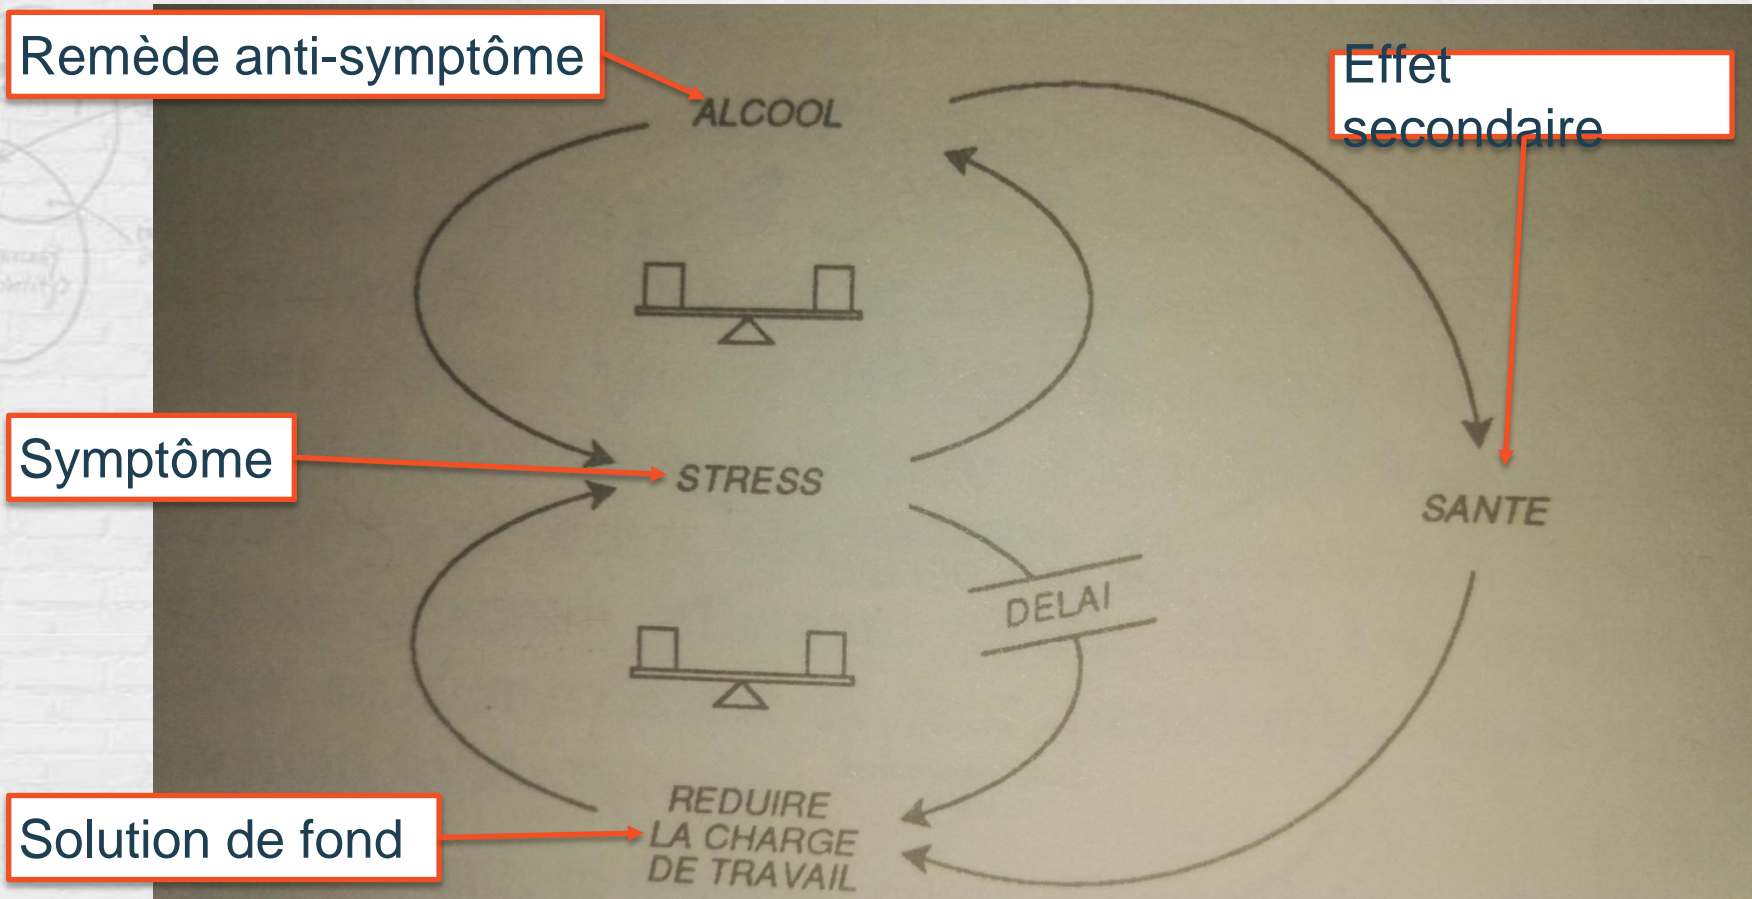 Remède anti-symptôme
Effet
secondaire
ALCOOL
Symptôme
STRESS
SANTE
DELAI
REDUIRE
LA CHARGE
DE TRAVAIL
Solution de fond